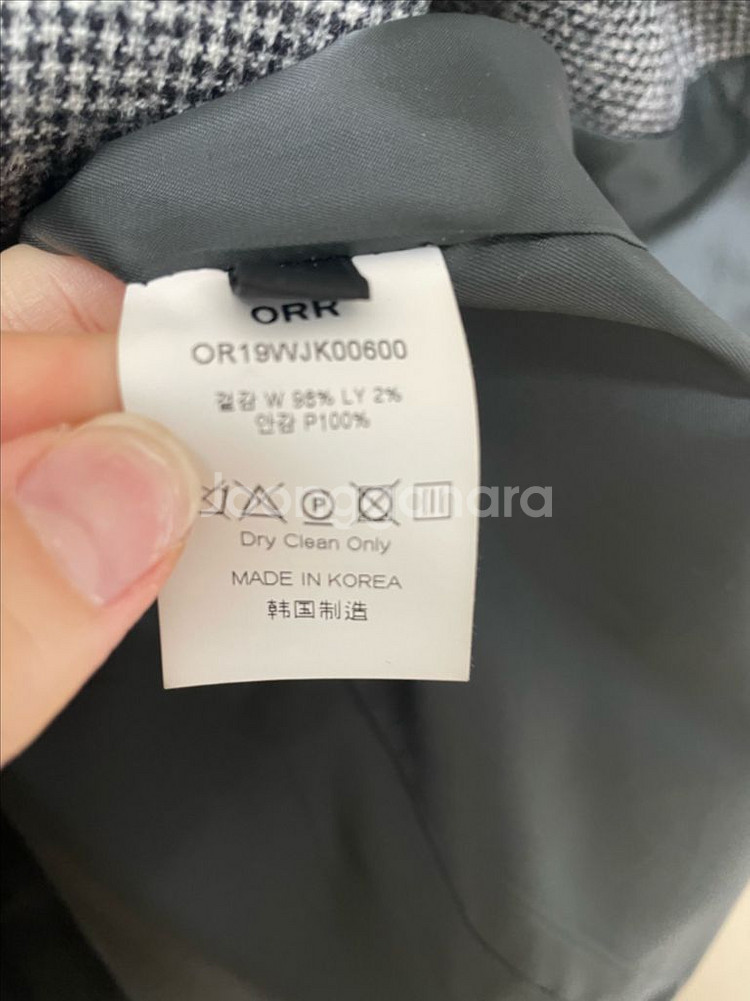 ORR
OR19WJK00600
겉감 W 98% LY 2%
안감 P100%
Joonggonara
P
Dry Clean Only
MADE IN KOREA
韩国制造